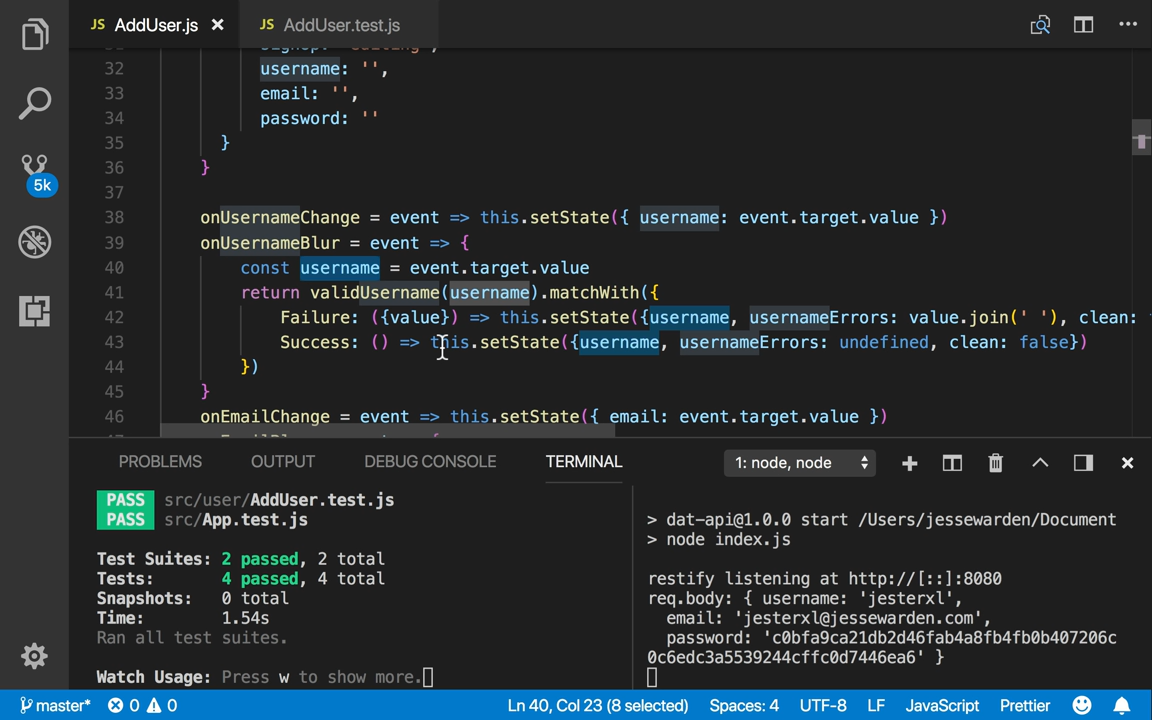 JS AddUser.js ×
JS AddUser.test.js
32 username: '',
33 email: '',
34 password: ''
35 }
36 }
37
38 onUsernameChange = event => this.setState({ username: event.target.value })
39 onUsernameBlur = event => {
40 const username = event.target.value
41 return validUsername(username).matchWith({
42 Failure: ({value}) => this.setState({username, usernameErrors: value.join(' '), clean:
43 Success: () => this.setState({username, usernameErrors: undefined, clean: false})
44 })
45 }
46 onEmailChange = event => this.setState({ email: event.target.value })
5k
PROBLEMS OUTPUT DEBUG CONSOLE TERMINAL 1: node, node
PASS src/user/AddUser.test.js
PASS src/App.test.js
Test Suites: 2 passed, 2 total
Tests: 4 passed, 4 total
Snapshots: 0 total
Time: 1.54s
Ran all test suites.
Watch Usage: Press w to show more.
> dat-api@1.0.0 start /Users/jessewarden/Document
> node index.js
restify listening at http://[::]:8080
req.body: { username: 'jesterxl',
email: 'jesterxl@jessewarden.com',
password: 'c0bfa9ca21db2d46fab4a8fb4fb0b407206c
0c6edc3a5539244cffc0d7446ea6' }
master* 0 0 Ln 40, Col 23 (8 selected) Spaces: 4 UTF-8 LF JavaScript Prettier